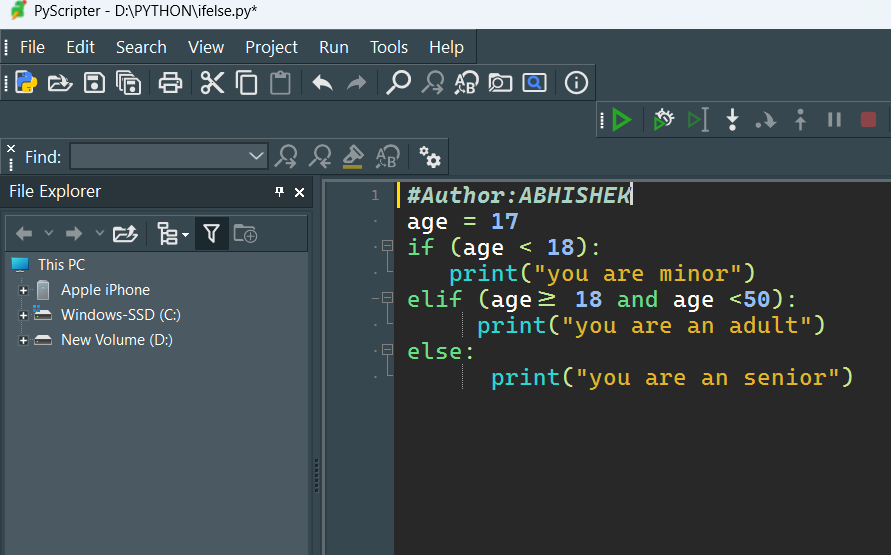 PyScripter - D:\PYTHON\ifelse.py*
File Edit Search View Project Run Tools Help
Find:
File Explorer
This PC
Apple iPhone
Windows-SSD (C:)
New Volume (D:)
1 #Author:ABHISHEK
age = 17
if (age < 18):
print("you are minor")
elif (age≥ 18 and age <50):
print("you are an adult")
else:
print("you are an senior")